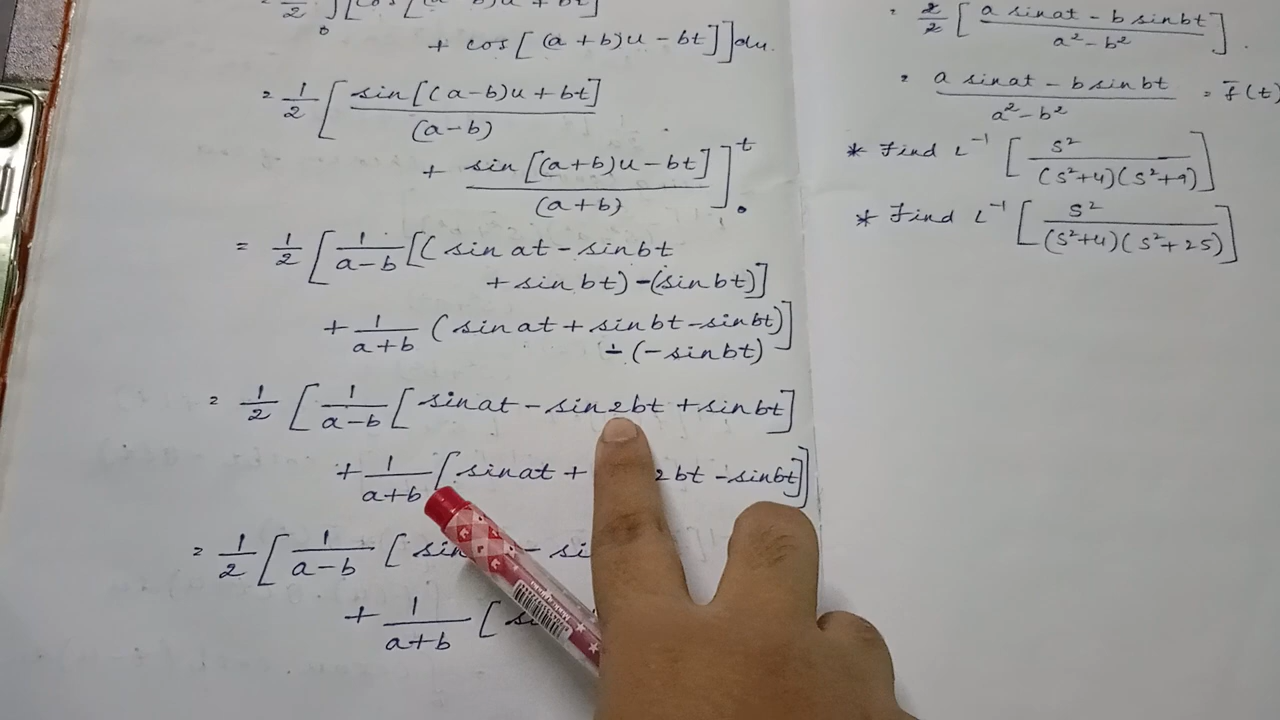 = 1/2 ∫ [cos [(a - b)u + bt]
0
+ cos [(a + b)u - bt]] du.
= 1/2 [ sin [(a-b)u + bt] / (a-b)
+ sin [(a+b)u - bt] / (a+b) ]₀ᵗ
= 1/2 [ 1/(a-b) [( sin at - sin bt
+ sin bt) - (sin bt)]
+ 1/(a+b) ( sin at + sin bt - sin bt) ]
- (- sin bt)
= 1/2 [ 1/(a-b) [ sin at - sin 2bt + sin bt]
+ 1/(a+b) [ sin at + 2bt - sin bt] ]
= 1/2 [ 1/(a-b) [ sin
+ 1/(a+b) [
= 2/2 [ a sin at - b sin bt / a² - b² ] .
= a sin at - b sin bt / a² - b² = f(t)
* Find L⁻¹ [ s² / (s²+4)(s²+9) ]
* Find L⁻¹ [ s² / (s²+4)(s²+25) ]